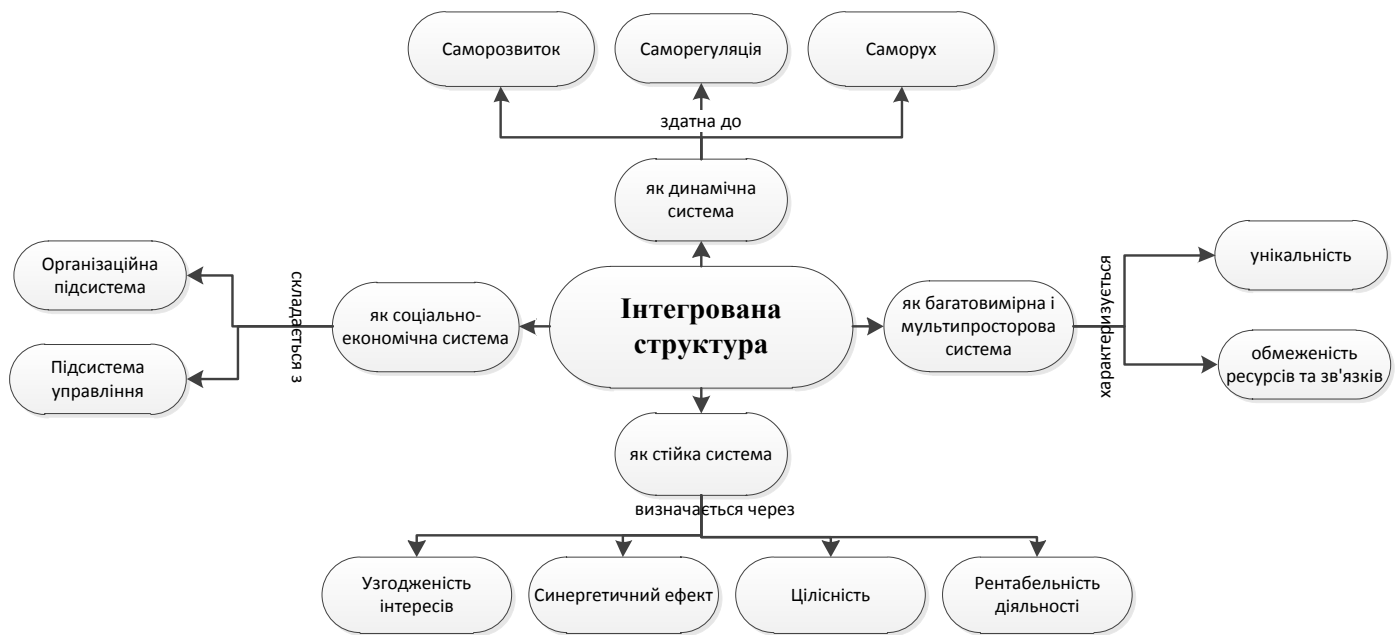 Саморозвиток
Саморегуляція
Саморух
здатна до
як динамічна
система
Організаційна
підсистема
Підсистема
управління
складається з
як соціально-
економічна система
Інтегрована
структура
як багатовимірна і
мультипросторова
система
характеризується
унікальність
обмеженість
ресурсів та зв'язків
як стійка система
визначається через
Узгодженість
інтересів
Синергетичний ефект
Цілісність
Рентабельність
діяльності